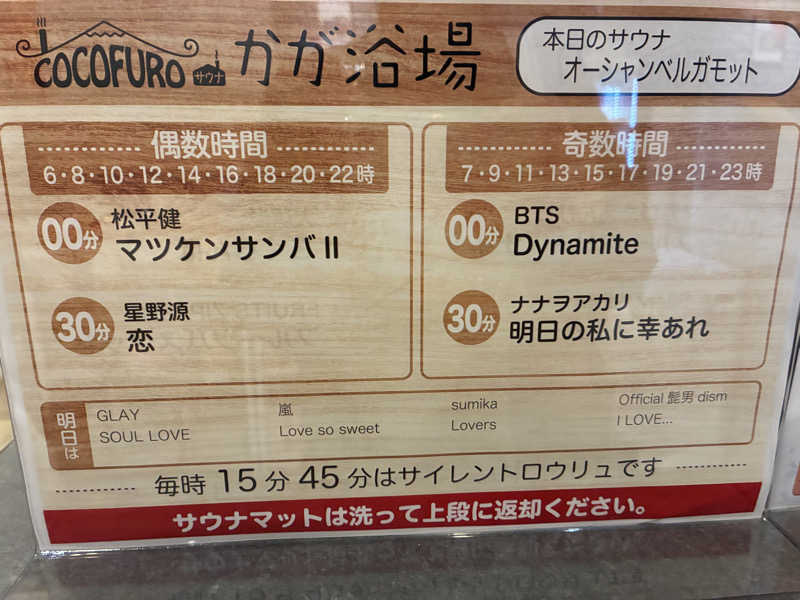 COCOFURO サウナ かが浴場
本日のサウナ
オーシャンベルガモット
偶数時間
6・8・10・12・14・16・18・20・22時
00分
松平健
マツケンサンバⅡ
30分
星野源
恋
奇数時間
7・9・11・13・15・17・19・21・23時
00分
BTS
Dynamite
30分
ナナヲアカリ
明日の私に幸あれ
明日は
GLAY
SOUL LOVE
嵐
Love so sweet
sumika
Lovers
Official髭男dism
I LOVE...
毎時 15分 45分はサイレントロウリュです
サウナマットは洗って上段に返却ください。